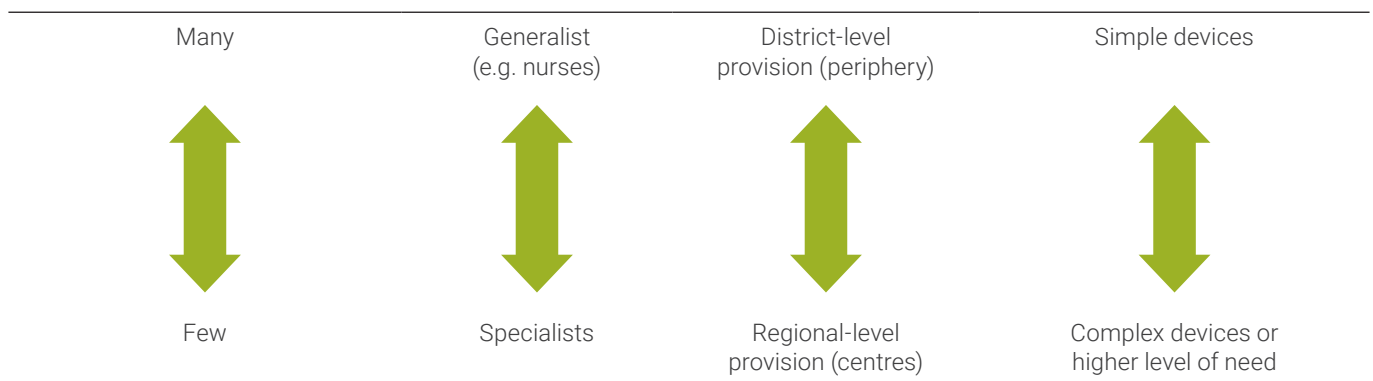 Many
Generalist
(e.g. nurses)
District-level
provision (periphery)
Simple devices
Few
Specialists
Regional-level
provision (centres)
Complex devices or
higher level of need